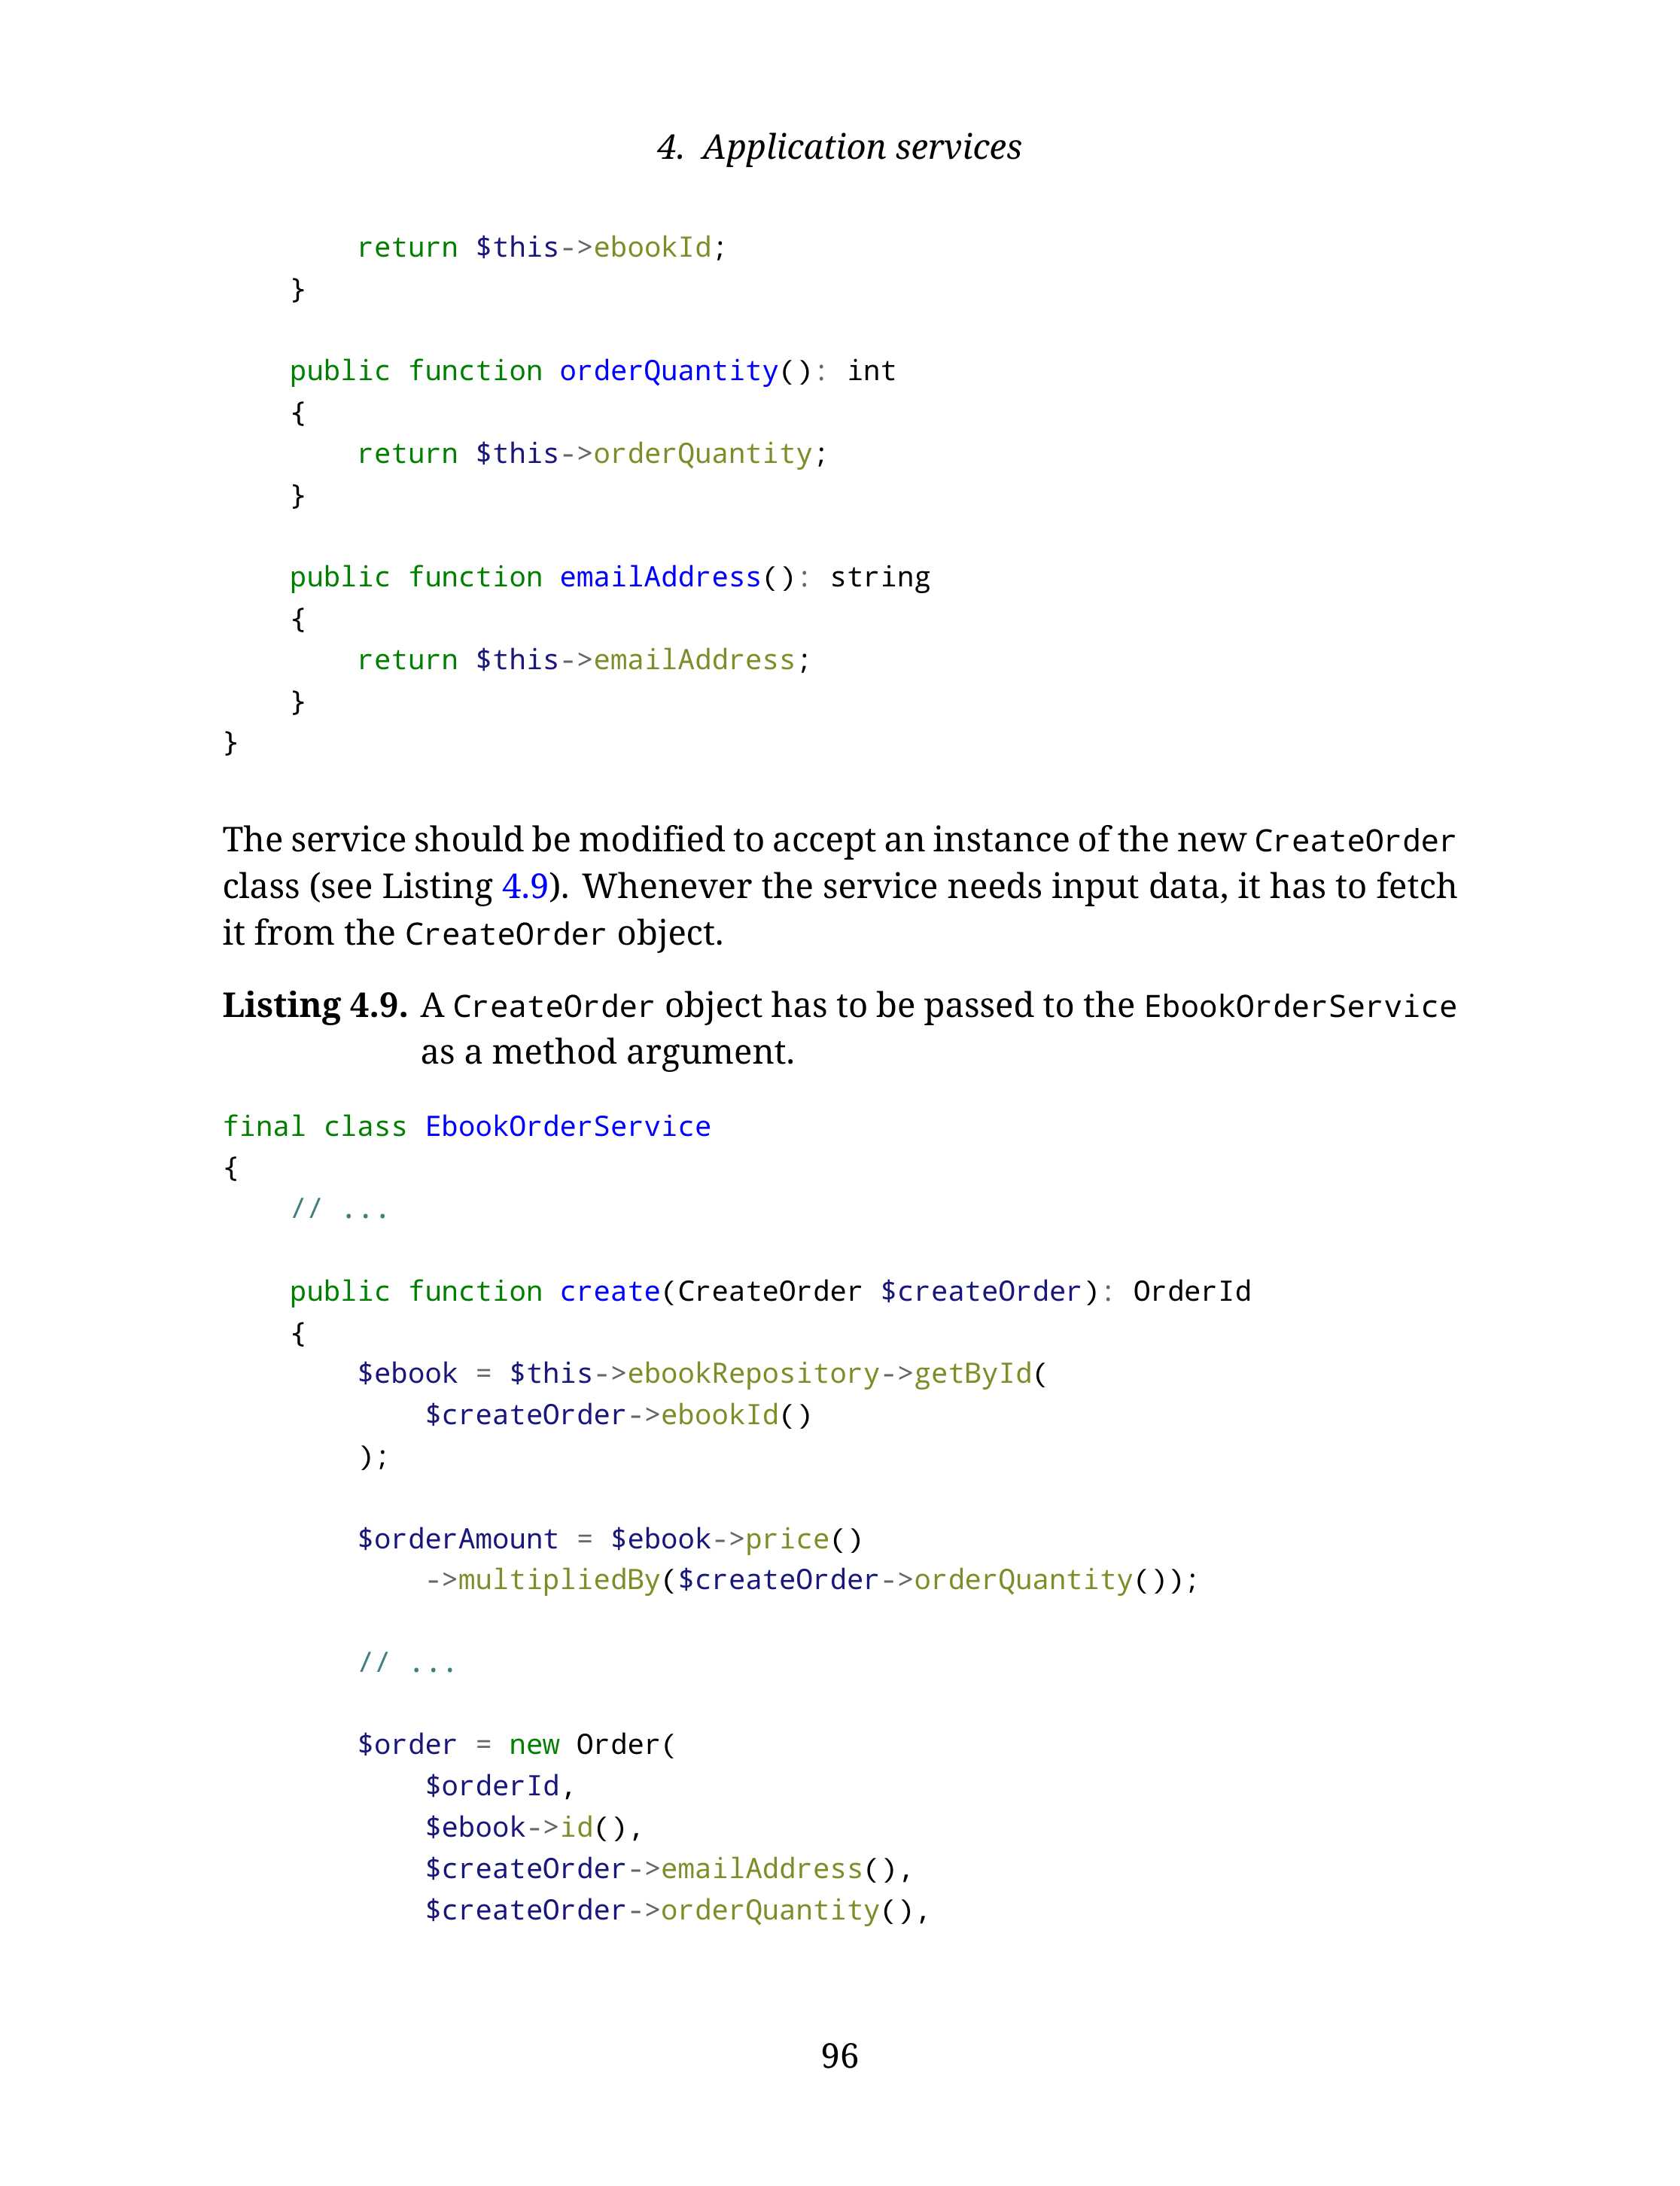 4. Application services
        return $this->ebookId;
    }

    public function orderQuantity(): int
    {
        return $this->orderQuantity;
    }

    public function emailAddress(): string
    {
        return $this->emailAddress;
    }
}

The service should be modified to accept an instance of the new CreateOrder
class (see Listing 4.9). Whenever the service needs input data, it has to fetch
it from the CreateOrder object.

Listing 4.9. A CreateOrder object has to be passed to the EbookOrderService
as a method argument.

final class EbookOrderService
{
    // ...

    public function create(CreateOrder $createOrder): OrderId
    {
        $ebook = $this->ebookRepository->getById(
            $createOrder->ebookId()
        );

        $orderAmount = $ebook->price()
            ->multipliedBy($createOrder->orderQuantity());

        // ...

        $order = new Order(
            $orderId,
            $ebook->id(),
            $createOrder->emailAddress(),
            $createOrder->orderQuantity(),

96